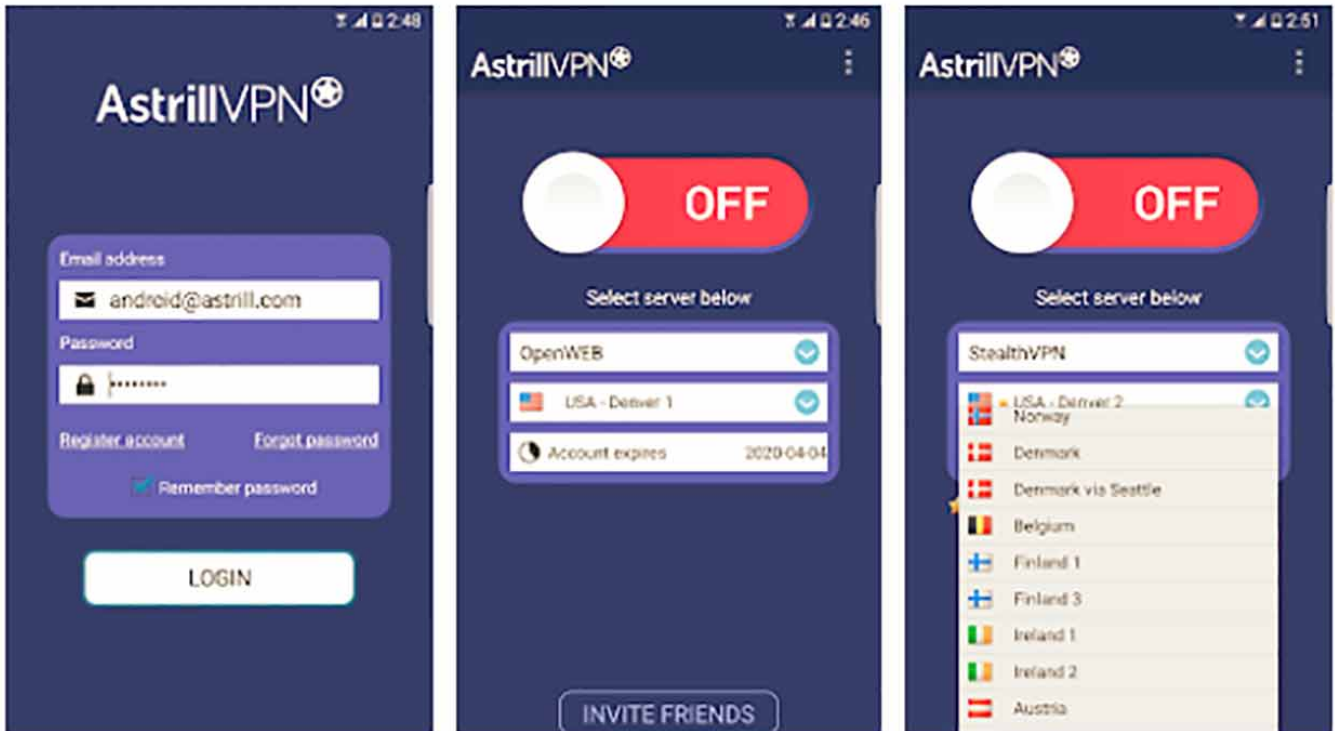 2:48
AstrillVPN
Email address
android@astrill.com
Password
••••••••
Register account
Forgot password
Remember password
LOGIN
2:46
AstrillVPN
OFF
Select server below
OpenWEB
USA - Denver 1
Account expires 2020-04-04
INVITE FRIENDS
2:51
AstrillVPN
OFF
Select server below
StealthVPN
USA - Denver 2
Norway
Denmark
Denmark via Seattle
Belgium
Finland 1
Finland 3
Ireland 1
Ireland 2
Austria